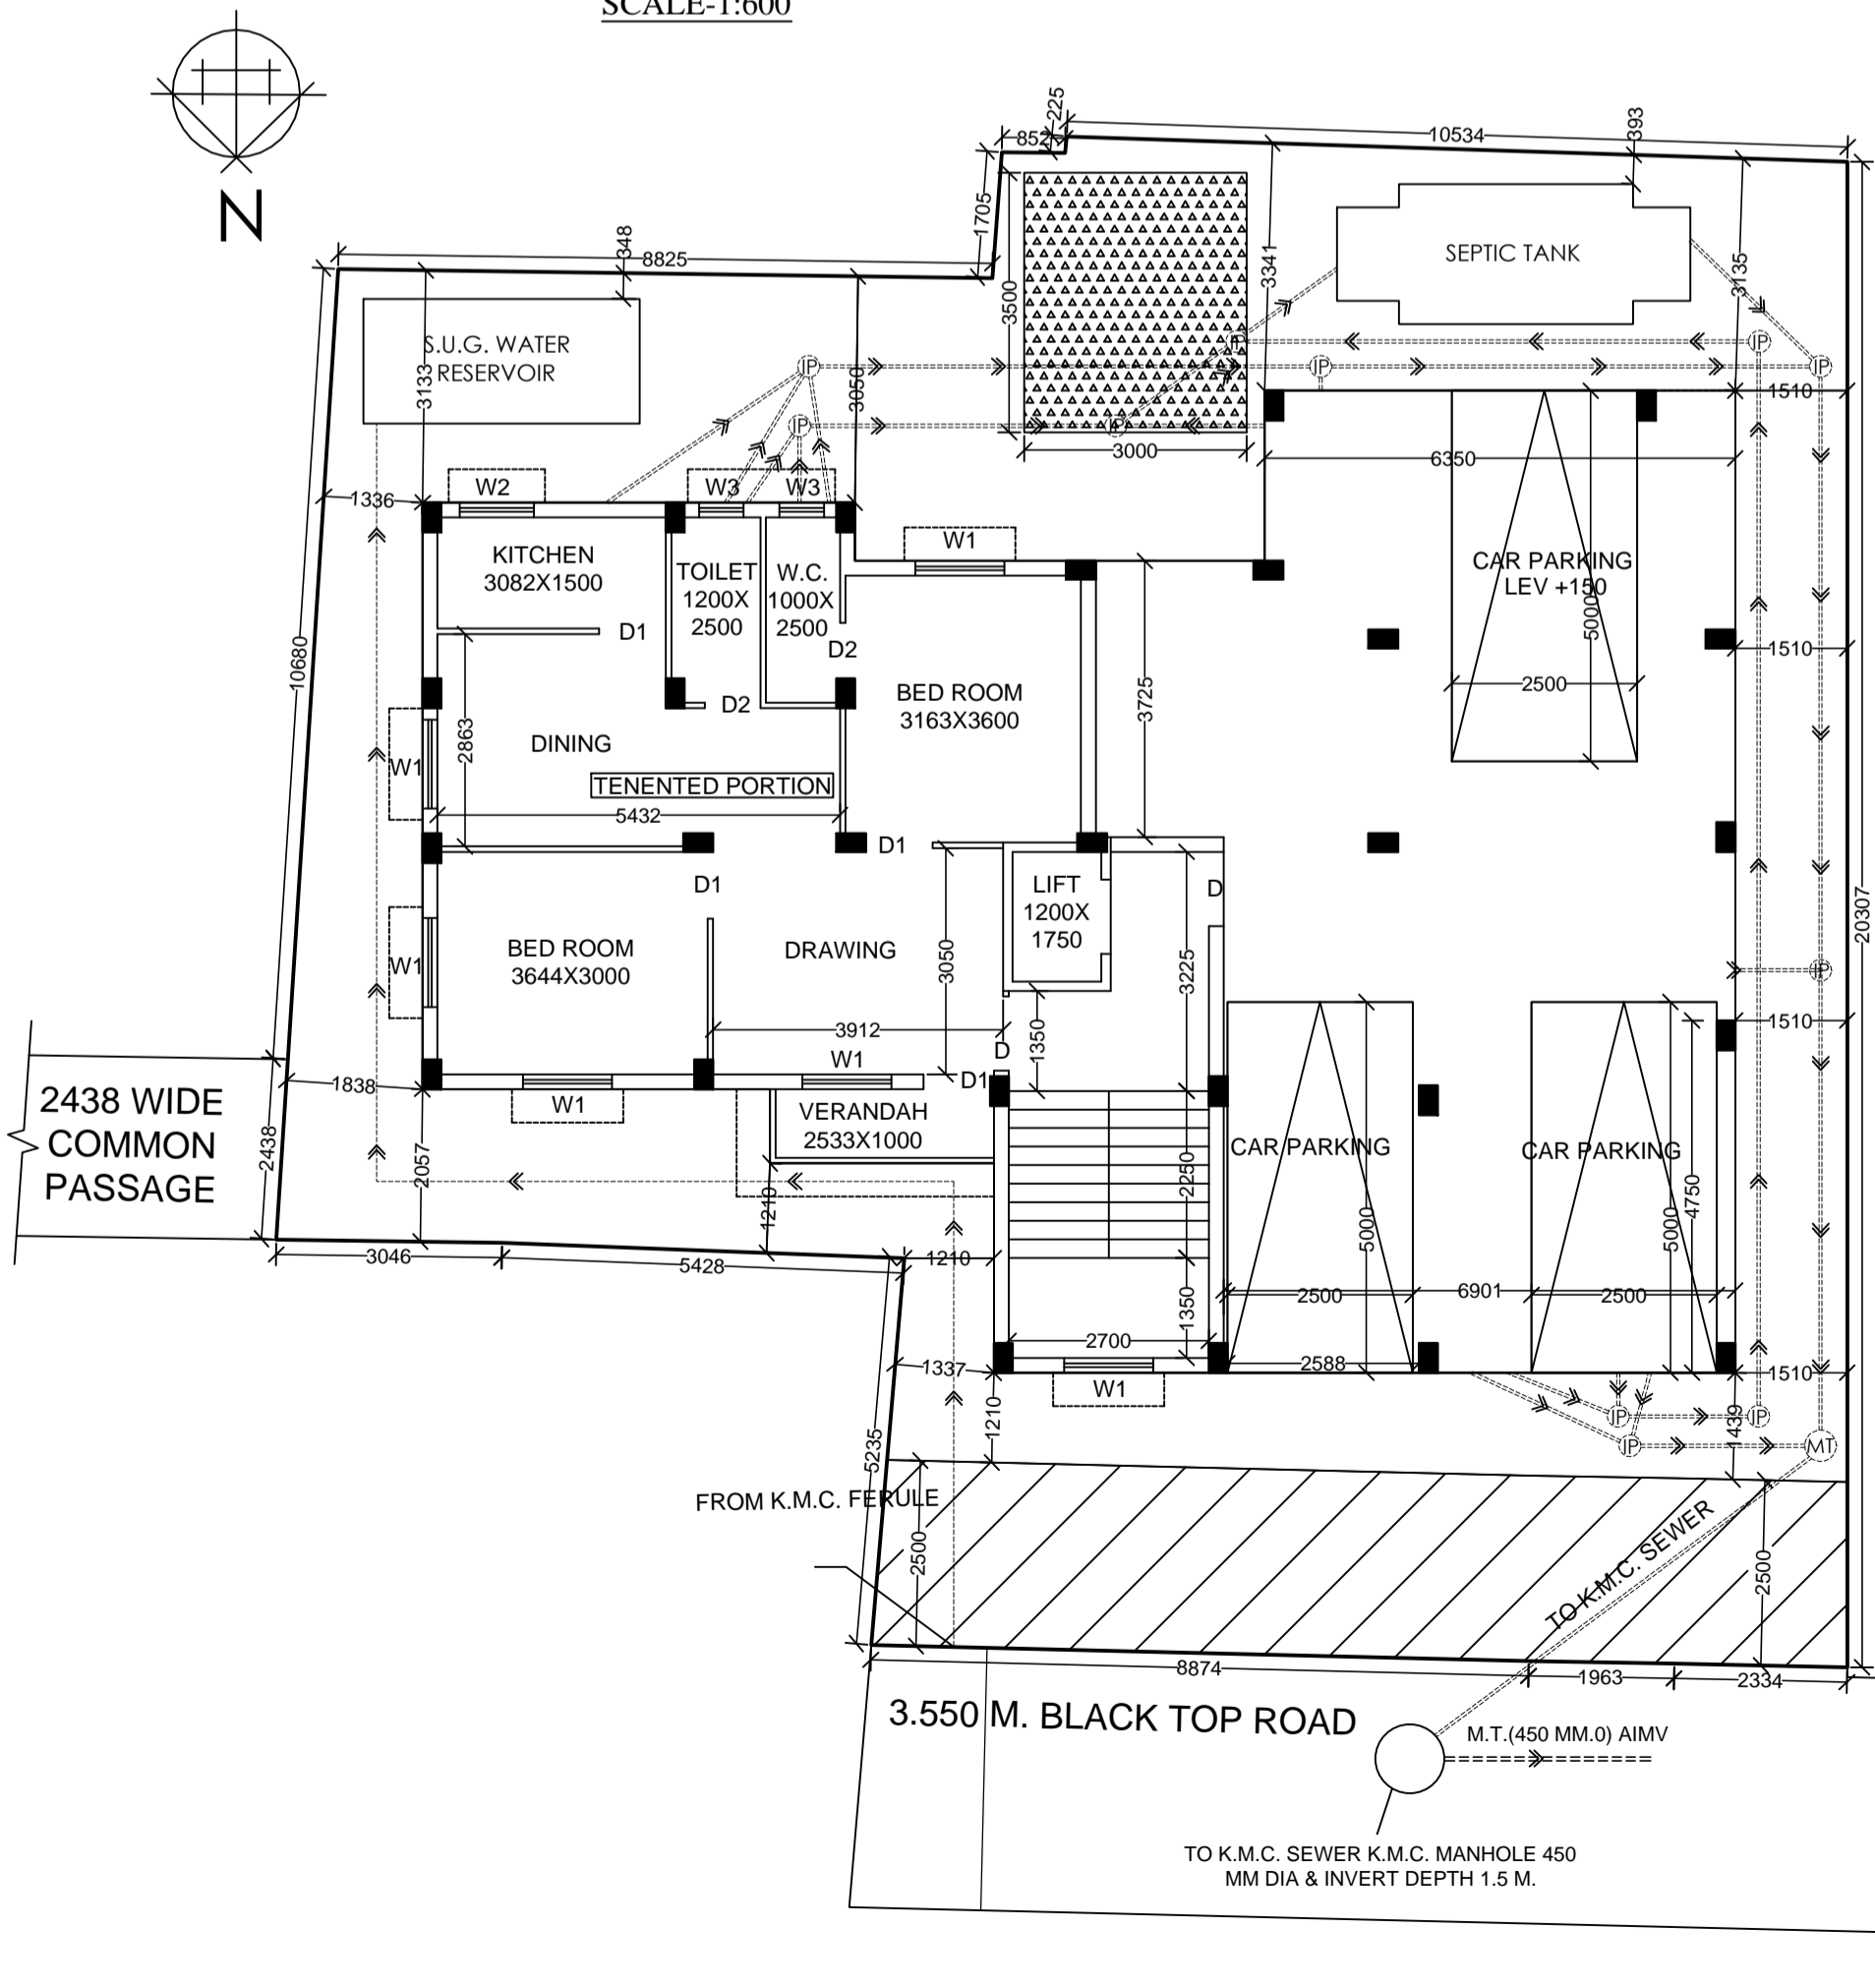 SCALE-1:600
N
225
852
10534
393
1705
348
8825
3500
3341
SEPTIC TANK
3135
S.U.G. WATER
RESERVOIR
3133
3050
IP
IP
IP
IP
IP
IP
IP
3000
1510
6350
1336
W2
W3
W3
W1
KITCHEN
3082X1500
TOILET
1200X
2500
W.C.
1000X
2500
CAR PARKING
LEV +150
5000
D1
D2
1510
10680
BED ROOM
3163X3600
3725
2500
D2
2863
DINING
W1
TENENTED PORTION
5432
D1
D1
LIFT
1200X
1750
D
20307
BED ROOM
3644X3000
DRAWING
3050
3225
W1
IP
3912
1350
1510
W1
D
D1
1838
2438 WIDE
COMMON
PASSAGE
W1
VERANDAH
2533X1000
CAR PARKING
CAR PARKING
2438
2057
2250
4750
1210
5000
5000
3046
5428
1210
2500
6901
2500
1350
2700
2588
1337
1510
W1
1210
1439
IP
IP
IP
MT
5235
FROM K.M.C. FERULE
2500
TO K.M.C. SEWER
2500
8874
1963
2334
3.550 M. BLACK TOP ROAD
M.T.(450 MM.0) AIMV
TO K.M.C. SEWER K.M.C. MANHOLE 450
MM DIA & INVERT DEPTH 1.5 M.